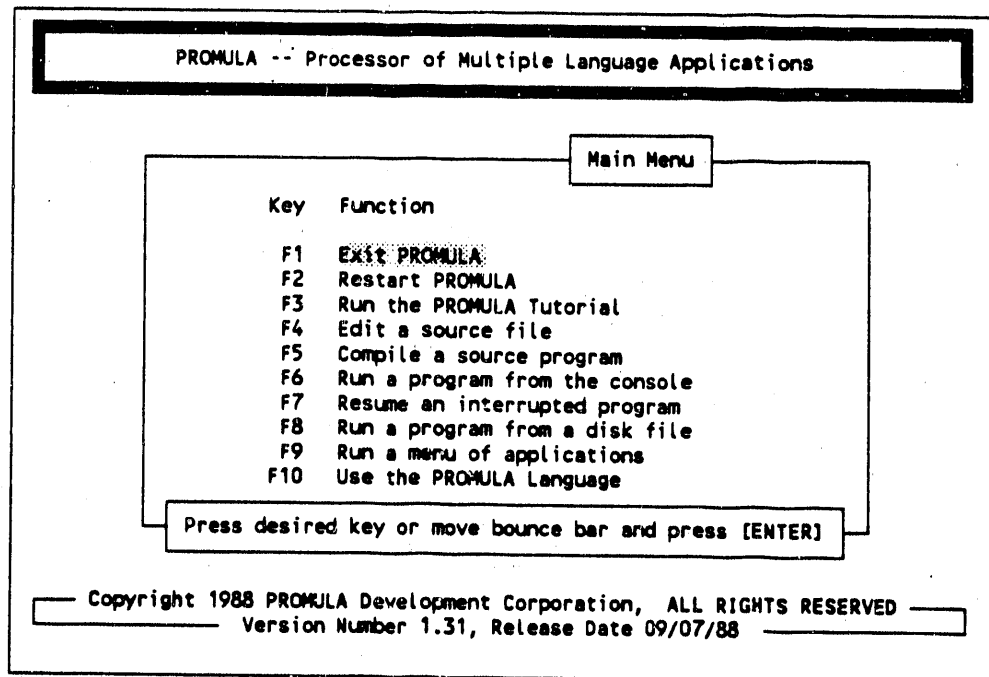 PROMULA -- Processor of Multiple Language Applications
Main Menu
Key Function
F1 Exit PROMULA
F2 Restart PROMULA
F3 Run the PROMULA Tutorial
F4 Edit a source file
F5 Compile a source program
F6 Run a program from the console
F7 Resume an interrupted program
F8 Run a program from a disk file
F9 Run a menu of applications
F10 Use the PROMULA Language
Press desired key or move bounce bar and press [ENTER]
Copyright 1988 PROMULA Development Corporation, ALL RIGHTS RESERVED
Version Number 1.31, Release Date 09/07/88